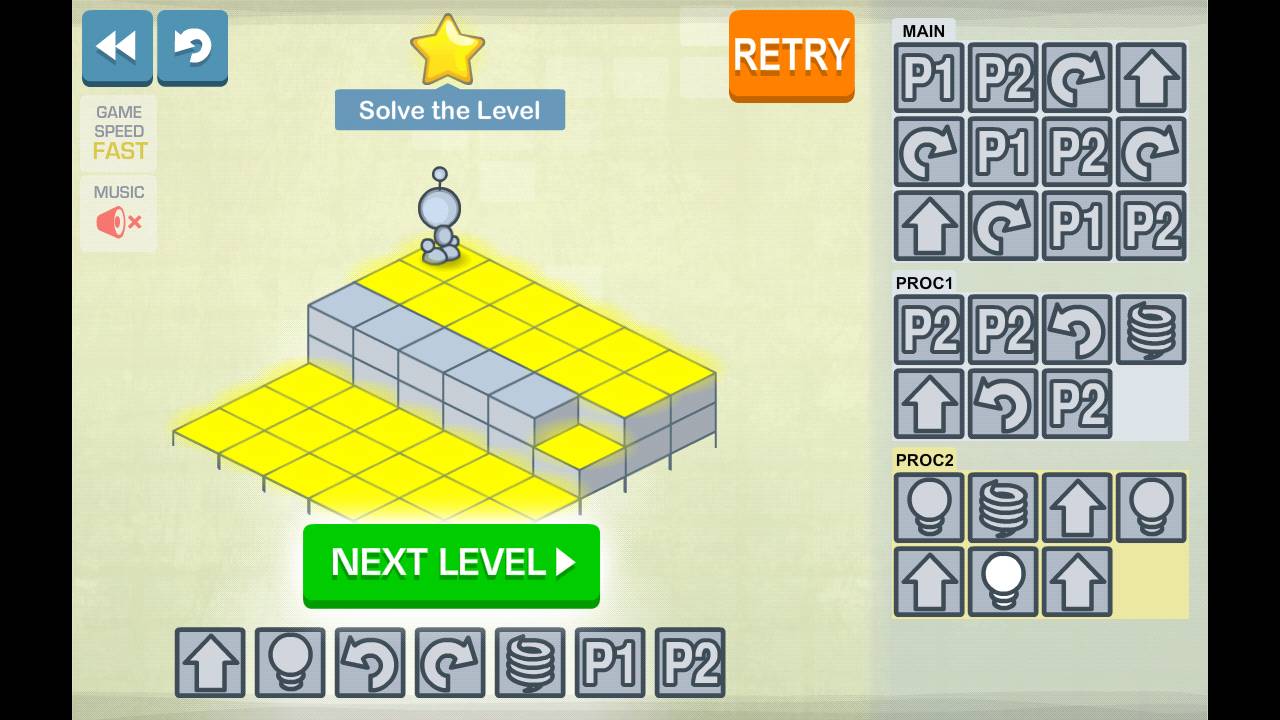 Solve the Level
RETRY
GAME
SPEED
FAST
MUSIC
NEXT LEVEL
P1 P2
MAIN
P1 P2
P1 P2
P1 P2
PROC1
P2 P2
P2
PROC2